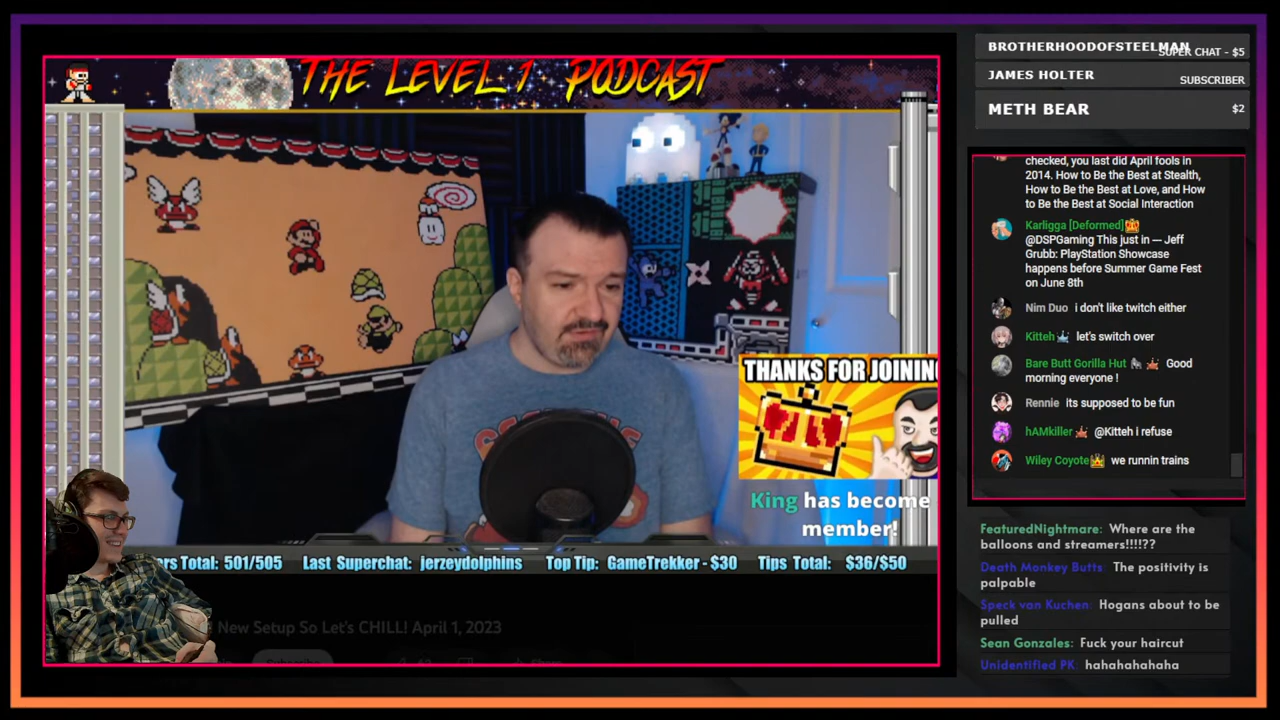 THE LEVEL 1 PODCAST
THANKS FOR JOINING
King has become
member!
rs Total: 501/505 Last Superchat: jerzeydolphins Top Tip: GameTrekker - $30 Tips Total: $36/$50
New Setup So Let's CHILL! April 1, 2023
Subscribe
Share
BROTHERHOODOFSTEELMAN SUPER CHAT - $5
JAMES HOLTER SUBSCRIBER
METH BEAR $2
checked, you last did April fools in
2014. How to Be the Best at Stealth,
How to Be the Best at Love, and How
to Be the Best at Social Interaction
Karligga [Deformed]
@DSPGaming This just in — Jeff
Grubb: PlayStation Showcase
happens before Summer Game Fest
on June 8th
Nim Duo i don't like twitch either
Kitteh let's switch over
Bare Butt Gorilla Hut Good
morning everyone !
Rennie its supposed to be fun
hAMkiller @Kitteh i refuse
Wiley Coyote we runnin trains
FeaturedNightmare: Where are the
balloons and streamers!!!!??
Death Monkey Butts: The positivity is
palpable
Speck van Kuchen: Hogans about to be
pulled
Sean Gonzales: Fuck your haircut
Unidentified PK: hahahahahaha